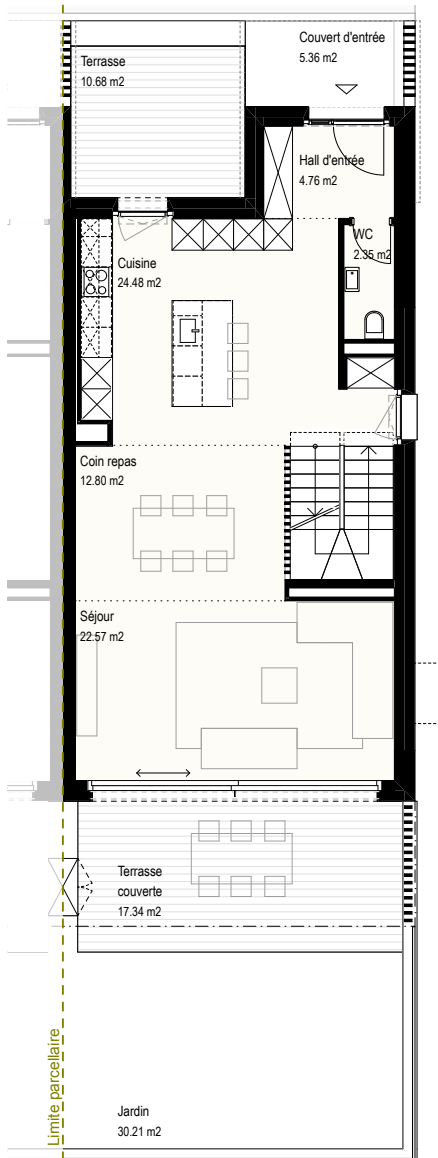 Couvert d'entrée
5.36 m2
Terrasse
10.68 m2
Hall d'entrée
4.76 m2
WC
2.35 m2
Cuisine
24.48 m2
Coin repas
12.80 m2
Séjour
22.57 m2
Terrasse
couverte
17.34 m2
Limite parcellaire
Jardin
30.21 m2